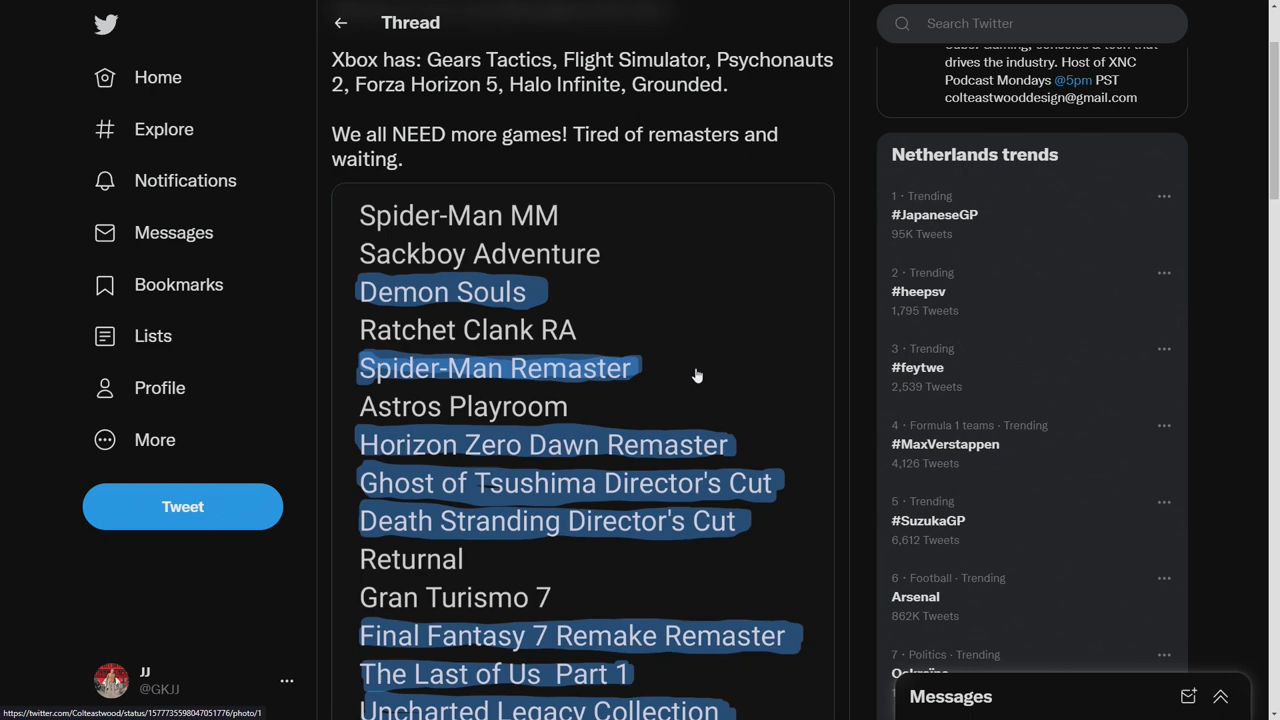 Home
Explore
Notifications
Messages
Bookmarks
Lists
Profile
More
Tweet
JJ
@GKJJ
https://twitter.com/Colteastwood/status/1577735598047051776/photo/1
Thread
Xbox has: Gears Tactics, Flight Simulator, Psychonauts
2, Forza Horizon 5, Halo Infinite, Grounded.
We all NEED more games! Tired of remasters and
waiting.
Spider-Man MM
Sackboy Adventure
Demon Souls
Ratchet Clank RA
Spider-Man Remaster
Astros Playroom
Horizon Zero Dawn Remaster
Ghost of Tsushima Director's Cut
Death Stranding Director's Cut
Returnal
Gran Turismo 7
Final Fantasy 7 Remake Remaster
The Last of Us Part 1
Uncharted Legacy Collection
Search Twitter
drives the industry. Host of XNC
Podcast Mondays @5pm PST
colteastwooddesign@gmail.com
Netherlands trends
1 · Trending
#JapaneseGP
95K Tweets
2 · Trending
#heepsv
1,795 Tweets
3 · Trending
#feytwe
2,539 Tweets
4 · Formula 1 teams · Trending
#MaxVerstappen
4,126 Tweets
5 · Trending
#SuzukaGP
6,612 Tweets
6 · Football · Trending
Arsenal
862K Tweets
7 · Politics · Trending
Messages